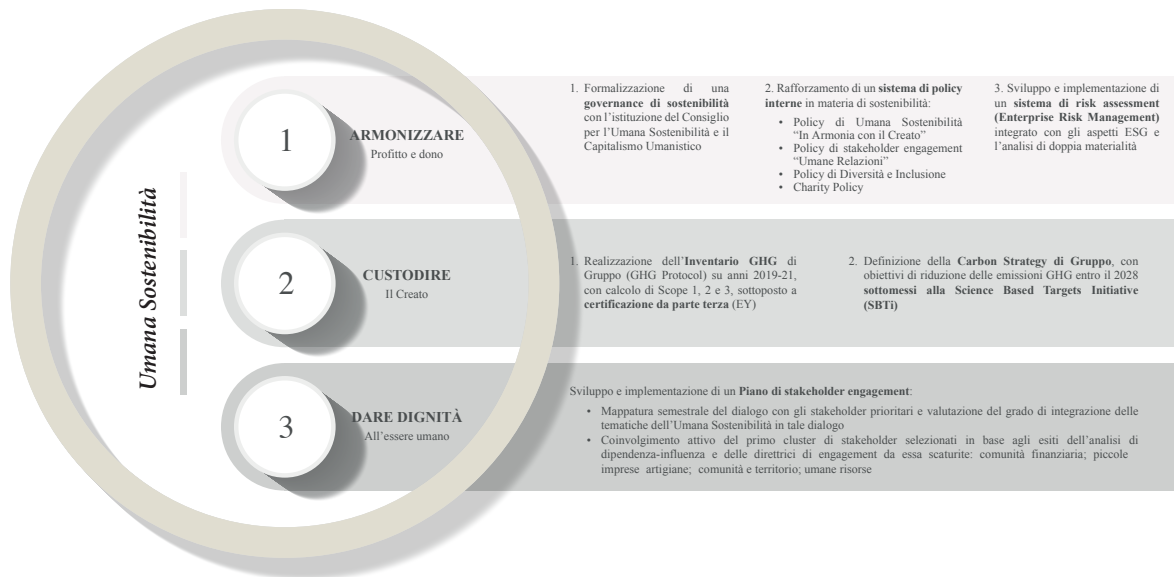 Umana Sostenibilità
1
ARMONIZZARE
Profitto e dono
1. Formalizzazione di una
governance di sostenibilità
con l'istituzione del Consiglio
per l'Umana Sostenibilità e il
Capitalismo Umanistico
2. Rafforzamento di un sistema di policy
interne in materia di sostenibilità:
• Policy di Umana Sostenibilità
“In Armonia con il Creato”
• Policy di stakeholder engagement
“Umane Relazioni”
• Policy di Diversità e Inclusione
• Charity Policy
3. Sviluppo e implementazione di
un sistema di risk assessment
(Enterprise Risk Management)
integrato con gli aspetti ESG e
l'analisi di doppia materialità
2
CUSTODIRE
Il Creato
1. Realizzazione dell'Inventario GHG di
Gruppo (GHG Protocol) su anni 2019-21,
con calcolo di Scope 1, 2 e 3, sottoposto a
certificazione da parte terza (EY)
2. Definizione della Carbon Strategy di Gruppo, con
obiettivi di riduzione delle emissioni GHG entro il 2028
sottomessi alla Science Based Targets Initiative
(SBTi)
3
DARE DIGNITÀ
All'essere umano
Sviluppo e implementazione di un Piano di stakeholder engagement:
• Mappatura semestrale del dialogo con gli stakeholder prioritari e valutazione del grado di integrazione delle
tematiche dell'Umana Sostenibilità in tale dialogo
• Coinvolgimento attivo del primo cluster di stakeholder selezionati in base agli esiti dell'analisi di
dipendenza-influenza e delle direttrici di engagement da essa scaturite: comunità finanziaria; piccole
imprese artigiane; comunità e territorio; umane risorse